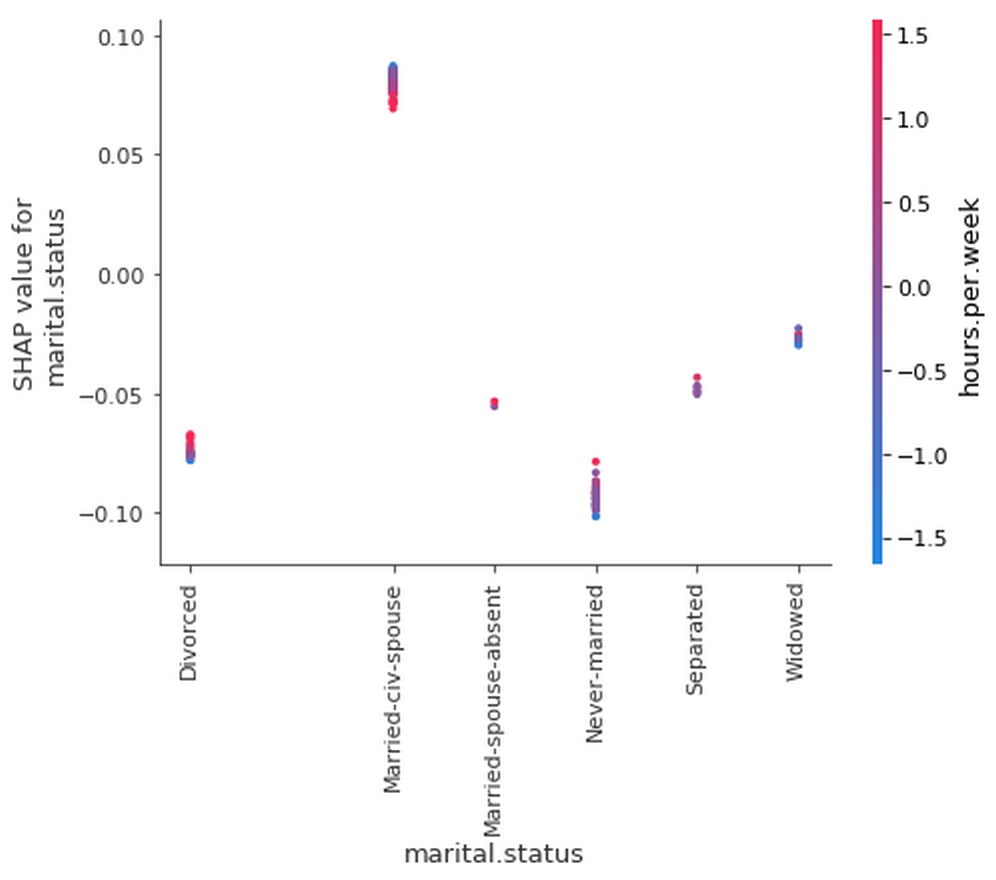 SHAP value for
marital.status
0.10
0.05
0.00
−0.05
−0.10
Divorced
Married-civ-spouse
Married-spouse-absent
Never-married
Separated
Widowed
marital.status
1.5
1.0
0.5
0.0
−0.5
−1.0
−1.5
hours.per.week